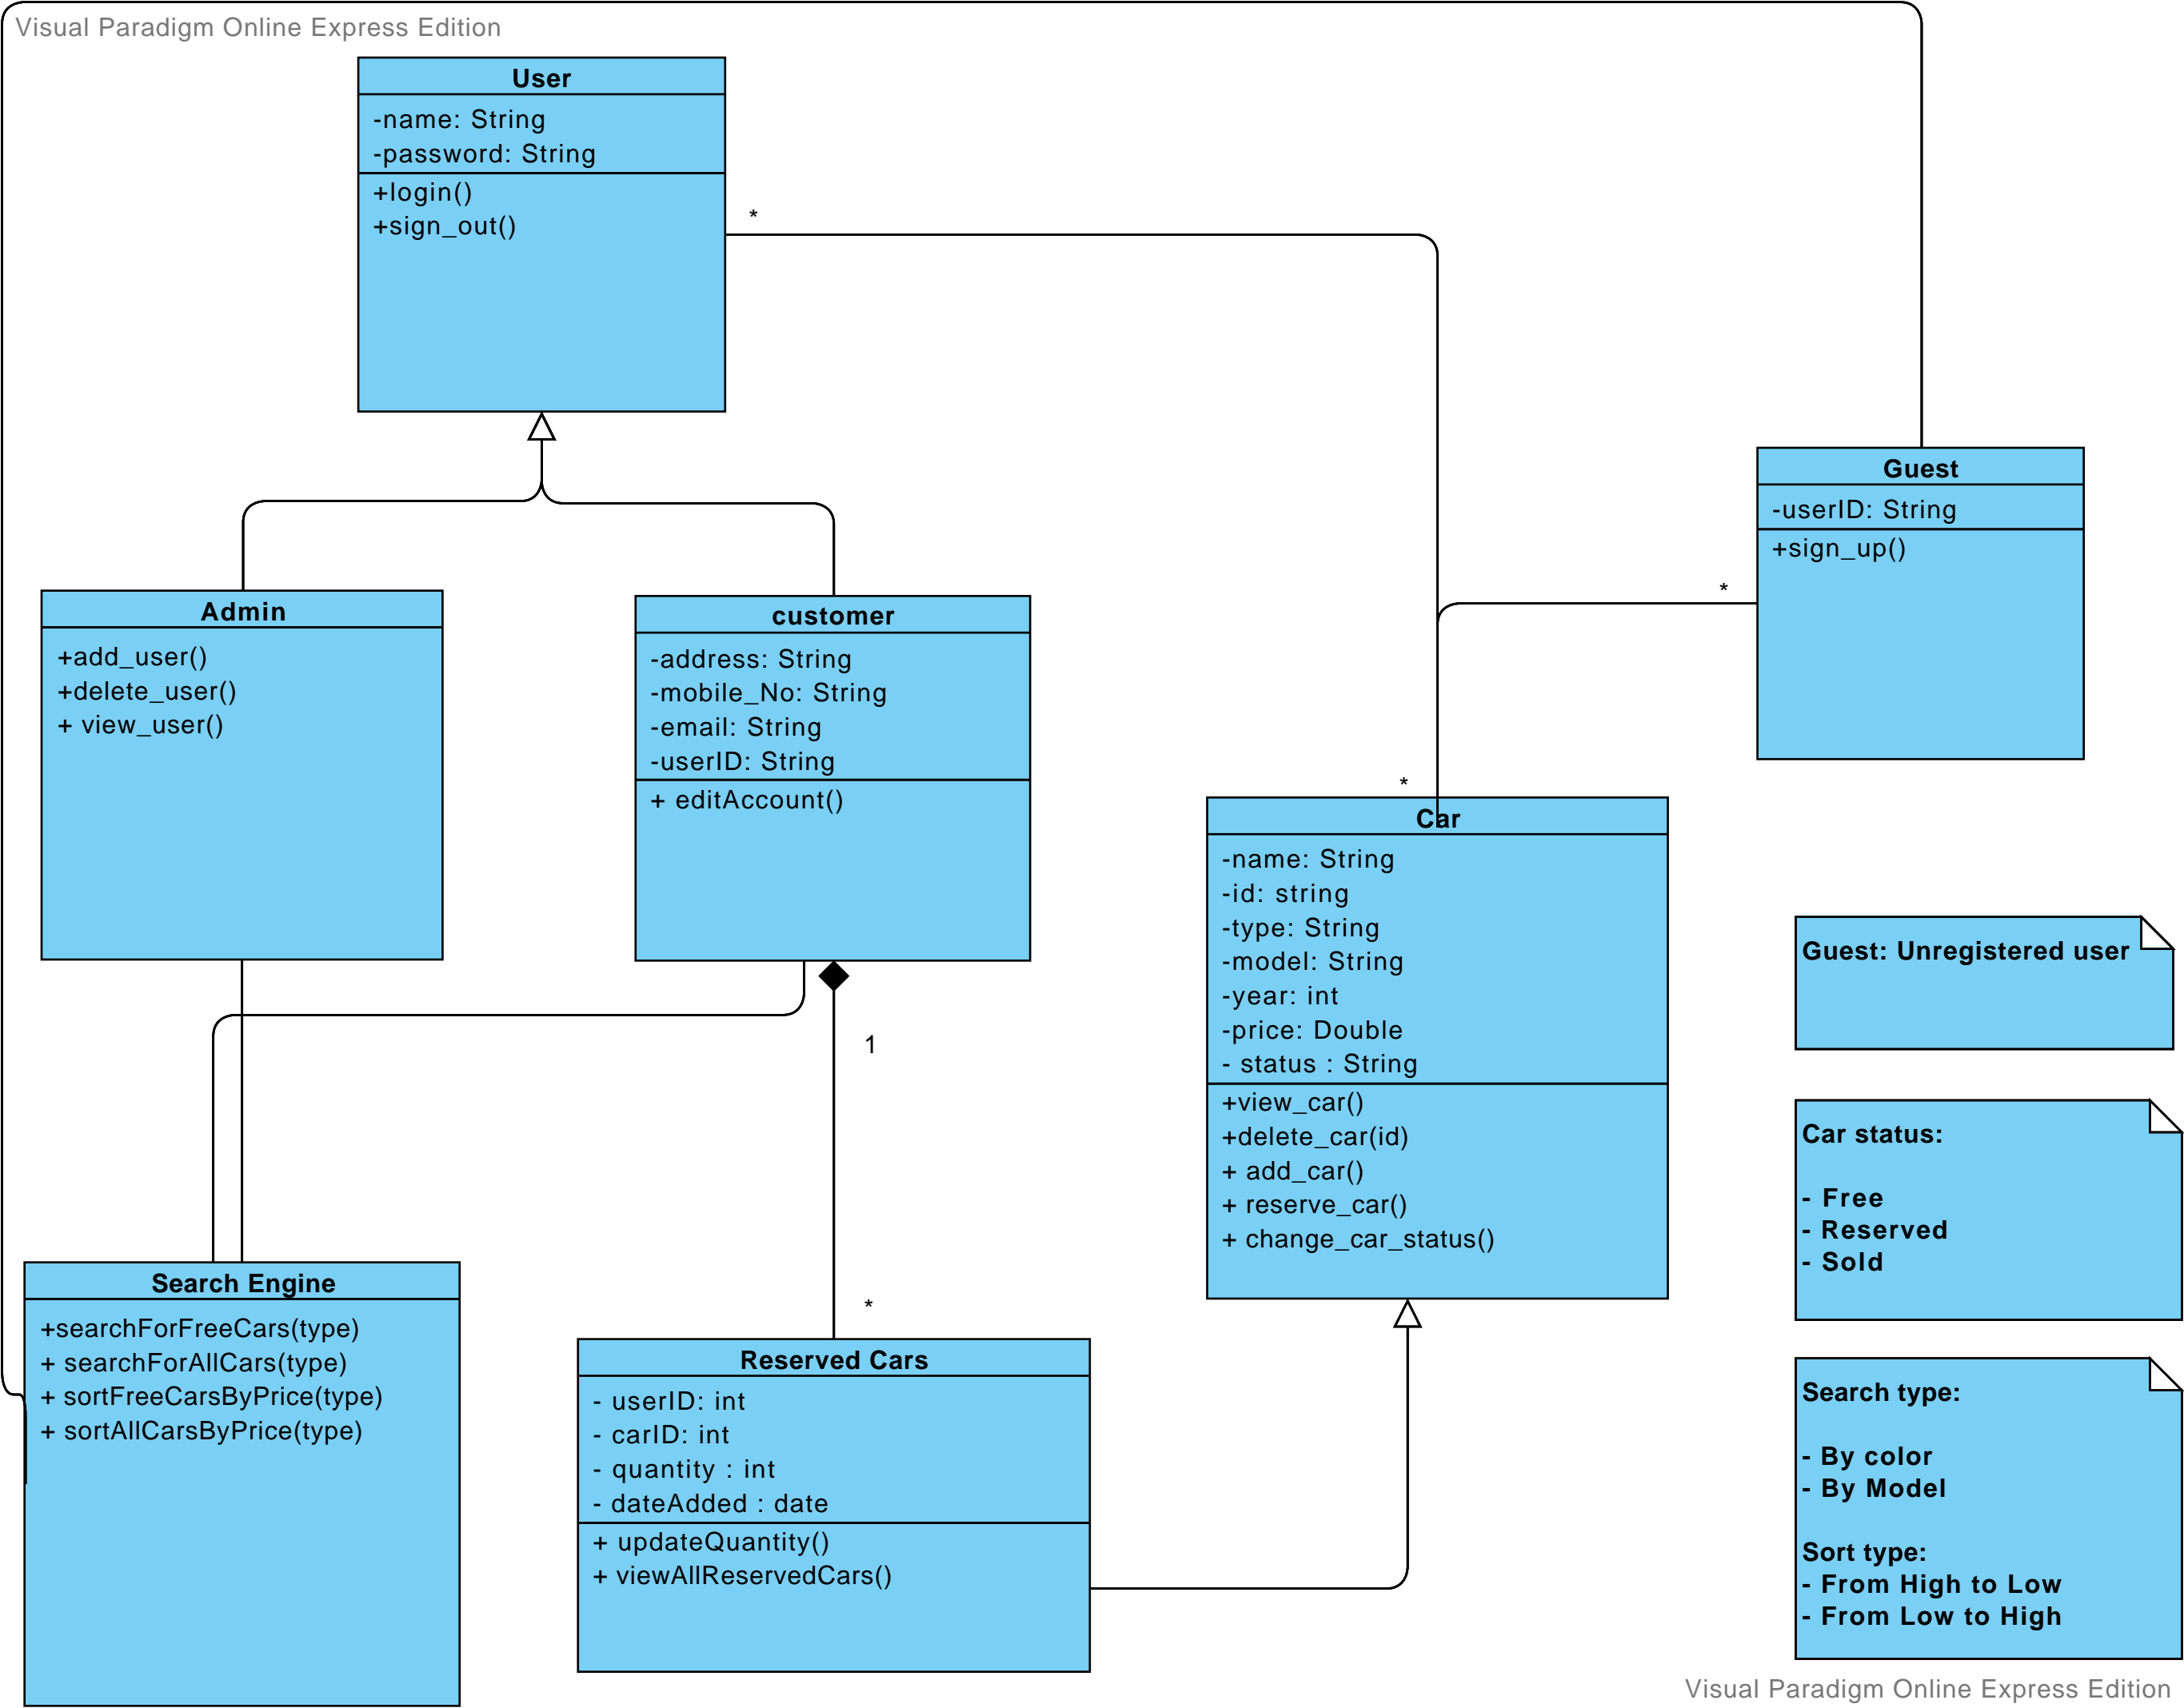 Visual Paradigm Online Express Edition
User
-name: String
-password: String
+login()
+sign_out()
*
Guest
-userID: String
+sign_up()
*
Admin
+add_user()
+delete_user()
+ view_user()
customer
-address: String
-mobile_No: String
-email: String
-userID: String
+ editAccount()
*
Car
-name: String
-id: string
-type: String
-model: String
-year: int
-price: Double
- status : String
+view_car()
+delete_car(id)
+ add_car()
+ reserve_car()
+ change_car_status()
Guest: Unregistered user
1
Car status:
- Free
- Reserved
- Sold
Search Engine
+searchForFreeCars(type)
+ searchForAllCars(type)
+ sortFreeCarsByPrice(type)
+ sortAllCarsByPrice(type)
*
Reserved Cars
- userID: int
- carID: int
- quantity : int
- dateAdded : date
+ updateQuantity()
+ viewAllReservedCars()
Search type:
- By color
- By Model
Sort type:
- From High to Low
- From Low to High
Visual Paradigm Online Express Edition